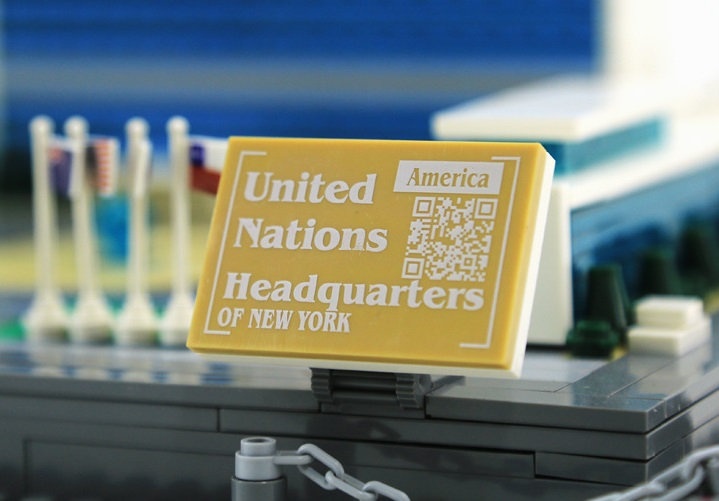 America
United
Nations
Headquarters
OF NEW YORK